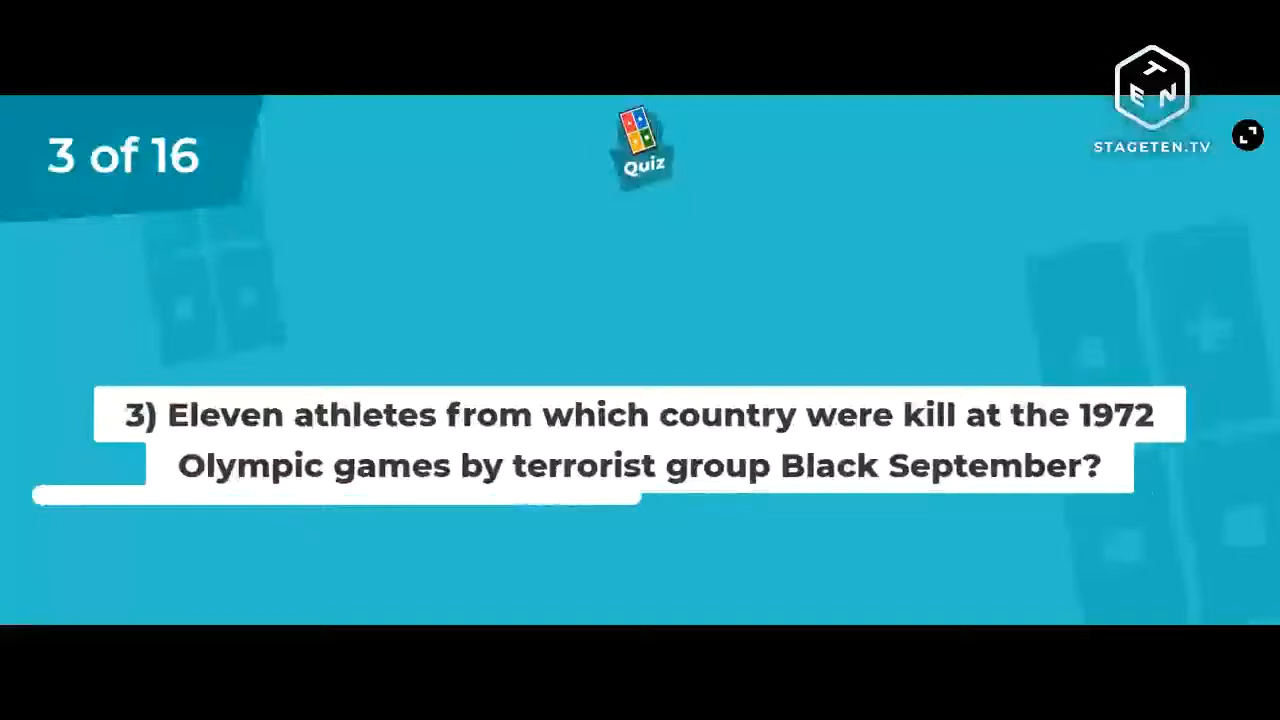 TEN
STAGETEN.TV
3 of 16
Quiz
3) Eleven athletes from which country were kill at the 1972
Olympic games by terrorist group Black September?